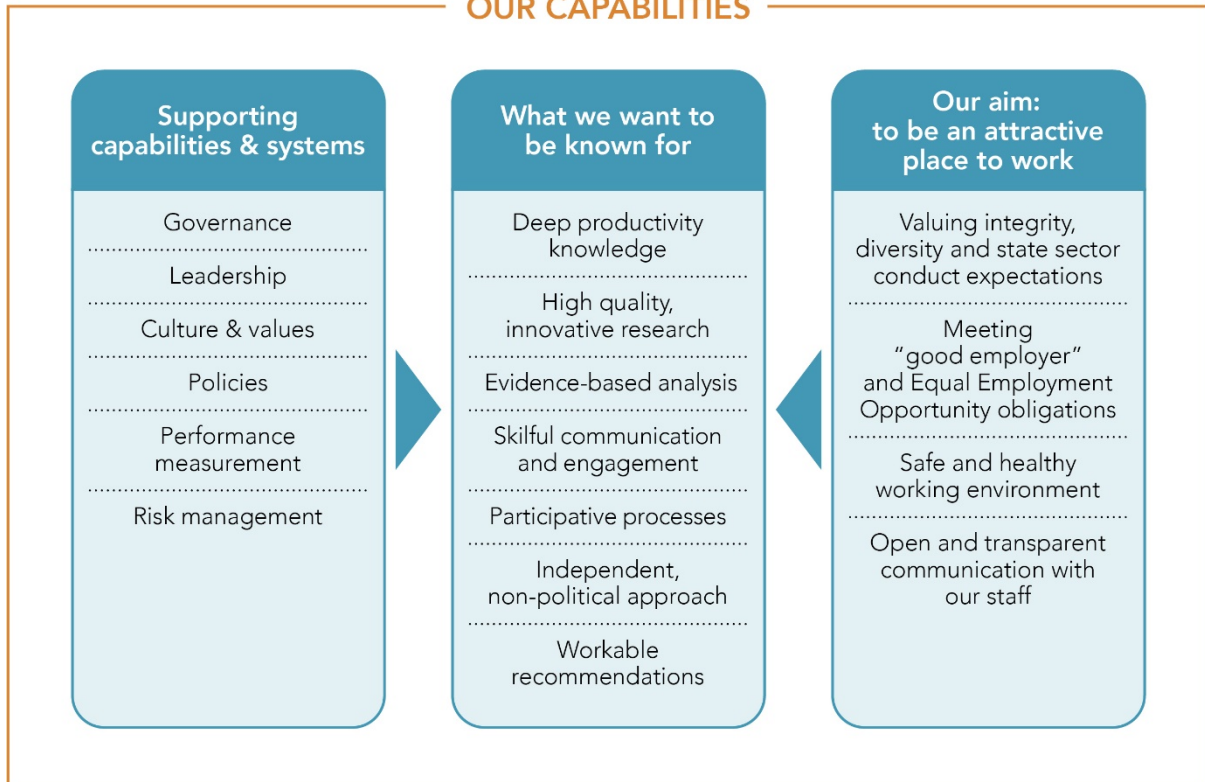 OUR CAPABILITIES
Supporting
capabilities & systems
Governance
Leadership
Culture & values
Policies
Performance
measurement
Risk management
What we want to
be known for
Deep productivity
knowledge
High quality,
innovative research
Evidence-based analysis
Skilful communication
and engagement
Participative processes
Independent,
non-political approach
Workable
recommendations
Our aim:
to be an attractive
place to work
Valuing integrity,
diversity and state sector
conduct expectations
Meeting
“good employer”
and Equal Employment
Opportunity obligations
Safe and healthy
working environment
Open and transparent
communication with
our staff